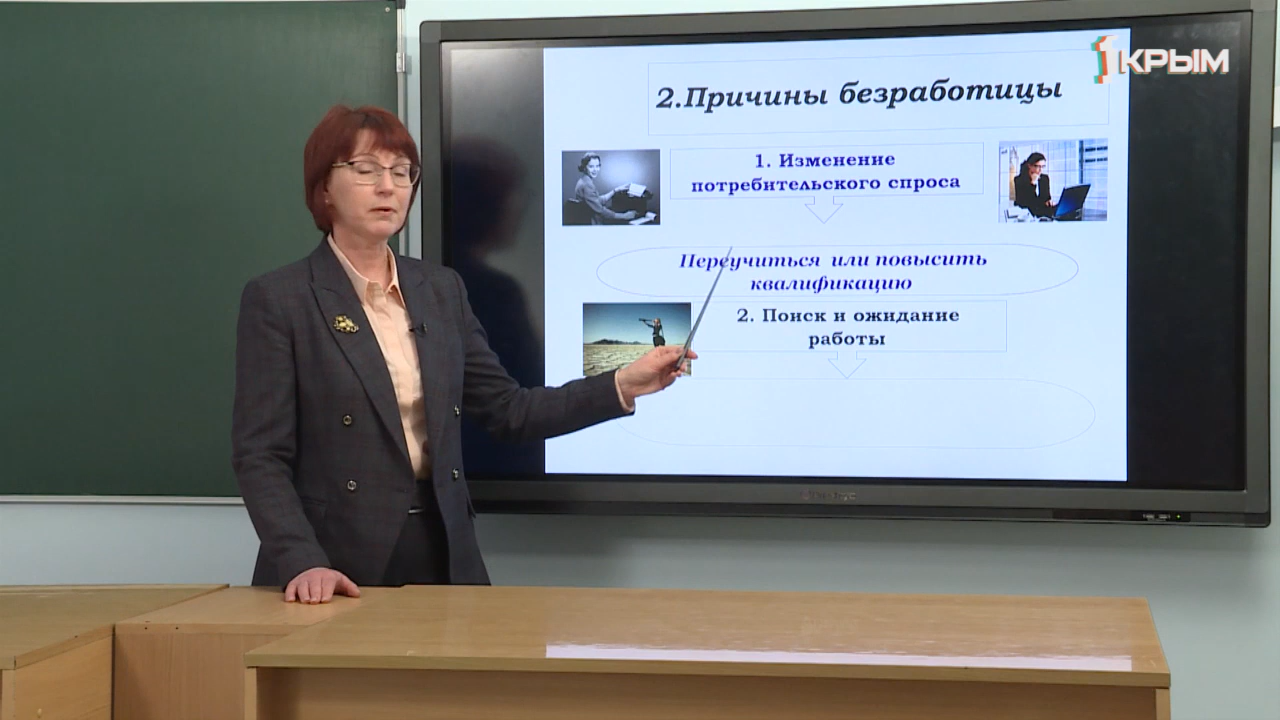 1КРЫМ
2.Причины безработицы
1. Изменение
потребительского спроса
Переучиться или повысить
квалификацию
2. Поиск и ожидание
работы